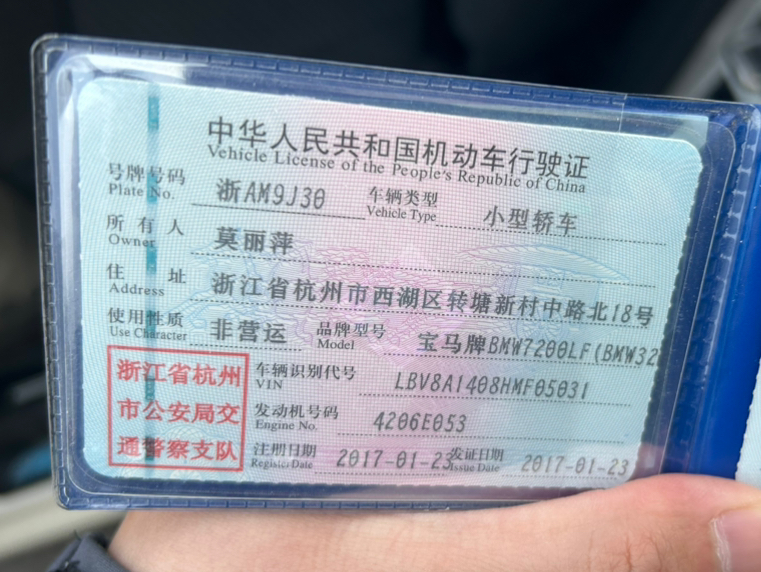 中华人民共和国机动车行驶证
Vehicle License of the People's Republic of China
号牌号码 浙AM9J30 车辆类型 小型轿车
Plate No. Vehicle Type
所有人 莫丽萍
Owner
住址 浙江省杭州市西湖区转塘新村中路北18号
Address
使用性质 非营运 品牌型号 宝马牌BMW7200LF(BMW32
Use Character Model
浙江省杭州
市公安局交
通警察支队
车辆识别代号 LBV8A1408HMF05031
VIN
发动机号码 4206E053
Engine No.
注册日期 2017-01-23 发证日期 2017-01-23
Register Date Issue Date